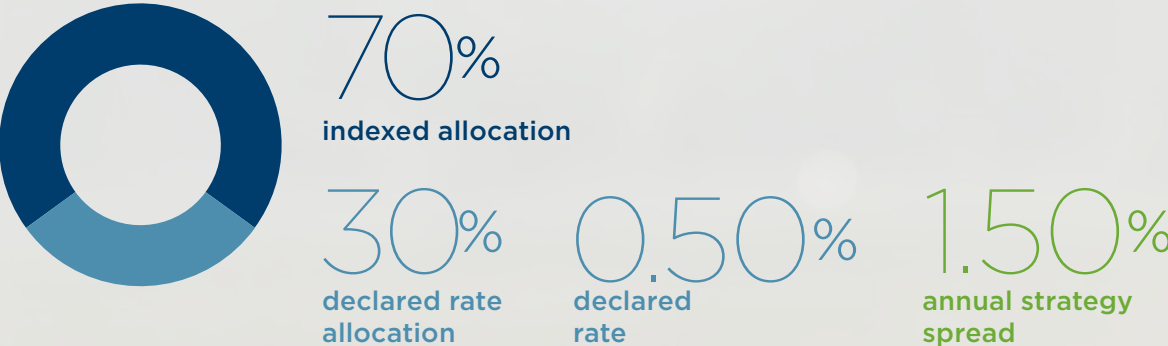 70%
indexed allocation
30% 0.50% 1.50%
declared rate declared annual strategy
allocation rate spread